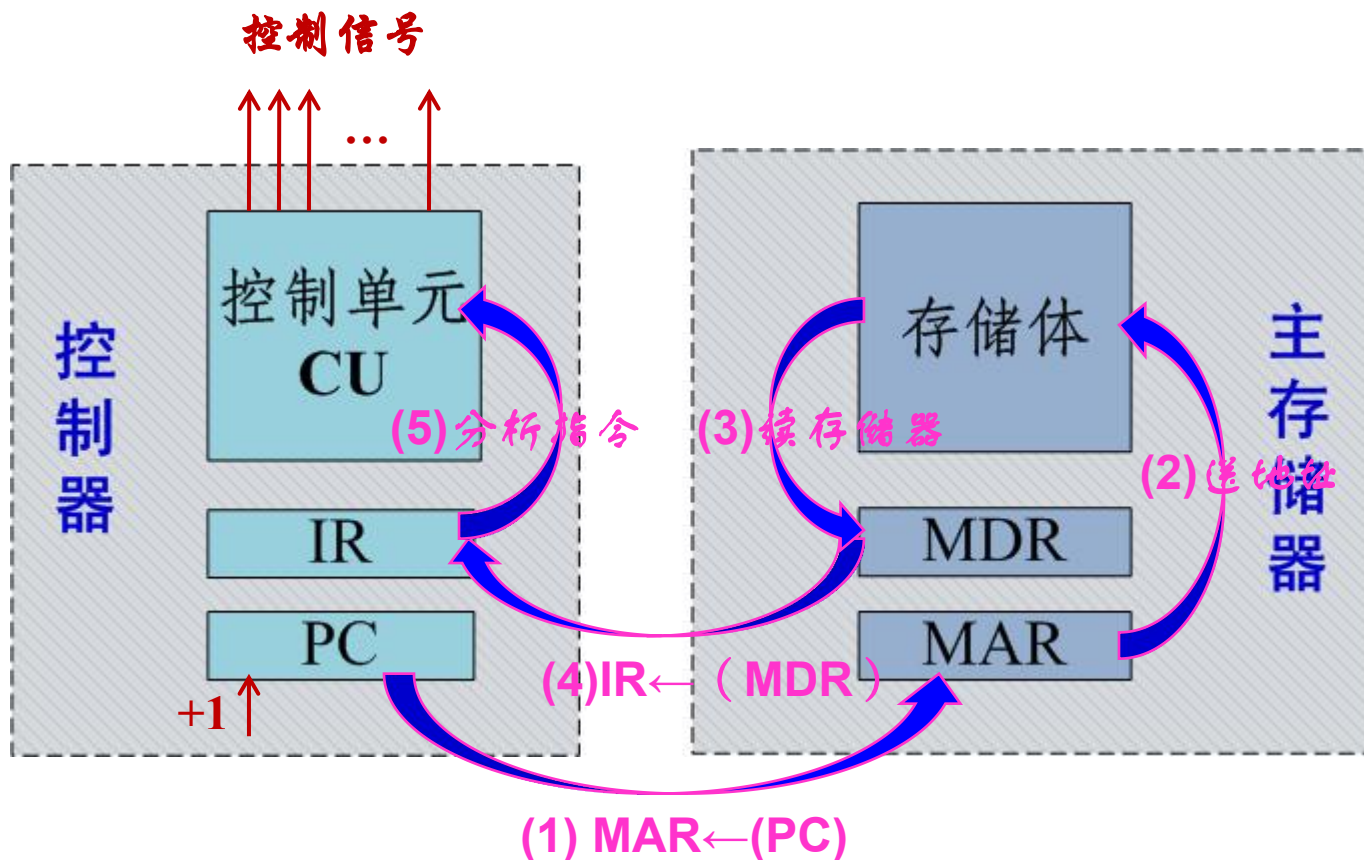 控制信号
...
控制器
控制单元
CU
IR
PC
+1
(5)分析指令
(3)读存储器
存储体
(2)送地址
MDR
MAR
主存储器
(4)IR←（MDR）
(1) MAR←(PC)